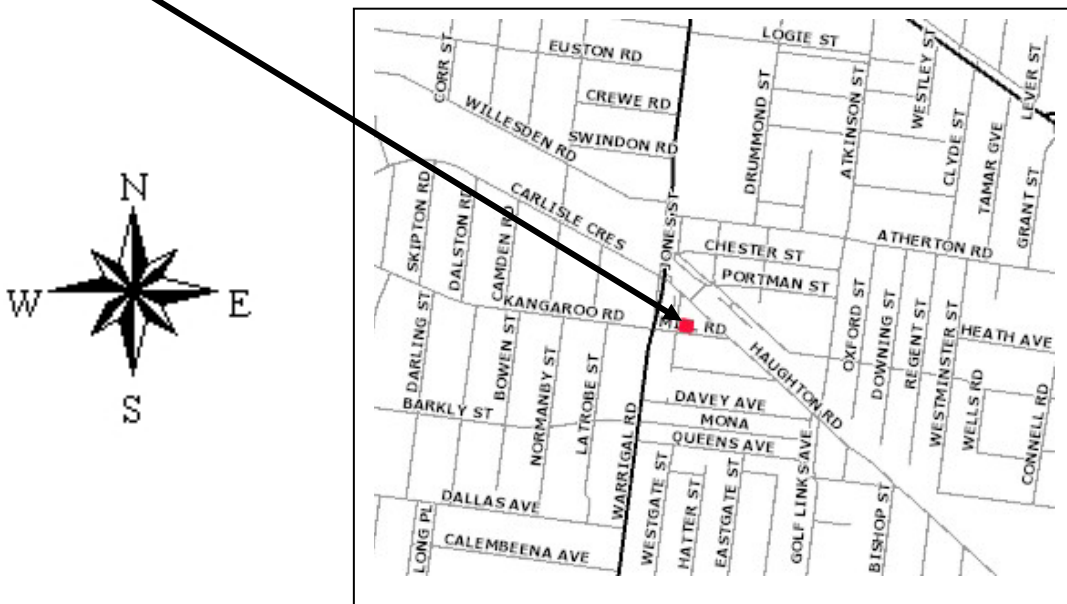 N
W
E
S
LOGIE ST
EUSTON RD
CORR ST
WESTLEY ST
LEVER ST
CREWE RD
DRUMMOND ST
ATKINSON ST
WILLESDEN RD
SWINDON RD
CLYDE ST
TAMAR GVE
GRANT ST
SKIPTON RD
DALSTON RD
CAMDEN RD
CARLISLE CRES
JONES ST
ATHERTON RD
CHESTER ST
PORTMAN ST
KANGAROO RD
RD
OXFORD ST
DOWNING ST
REGENT ST
WESTMINSTER ST
HEATH AVE
DARLING ST
BOWEN ST
NORMANBY ST
LATROBE ST
HAUGHTON RD
WELLS RD
CONNELL RD
BARKLY ST
DAVEY AVE
MONA
QUEENS AVE
WARRIGAL RD
WESTGATE ST
HATTER ST
EASTGATE ST
GOLF LINKS AVE
BISHOP ST
DALLAS AVE
LONG PL
CALEMBEENA AVE